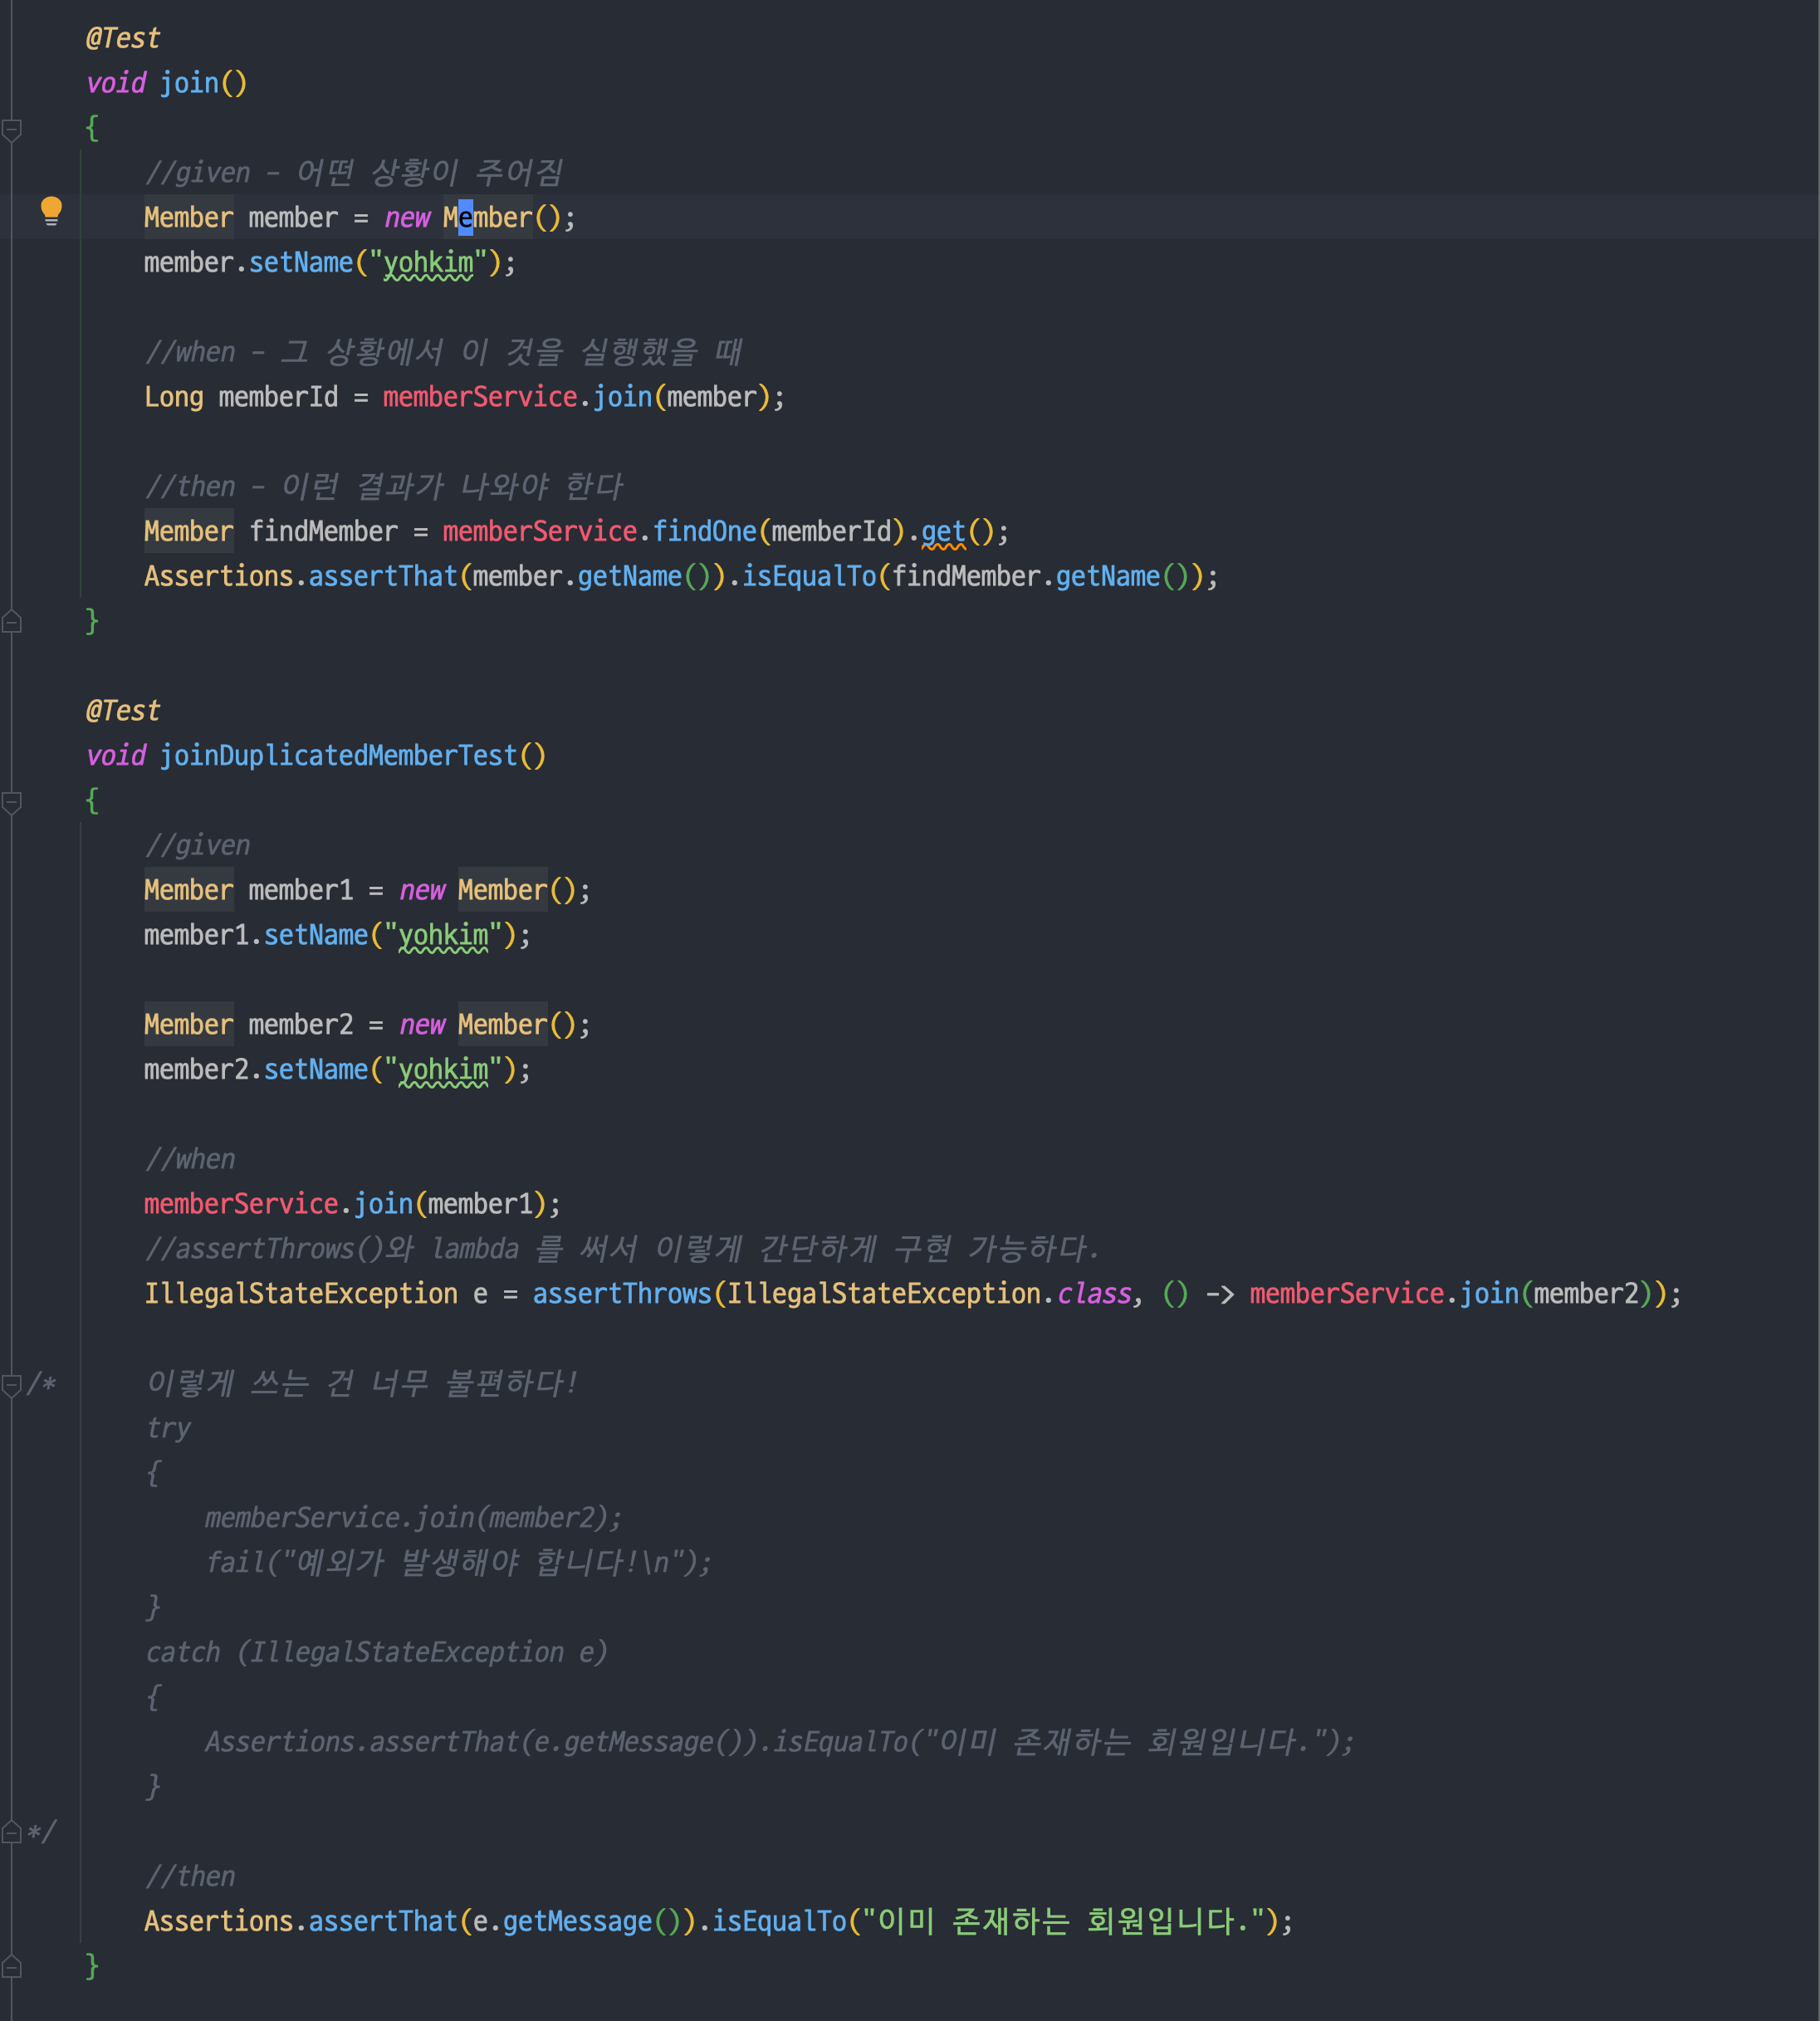 @Test
void join()
{
//given - 어떤 상황이 주어짐
Member member = new Member();
member.setName("yohkim");
//when - 그 상황에서 이 것을 실행했을 때
Long memberId = memberService.join(member);
//then - 이런 결과가 나와야 한다
Member findMember = memberService.findOne(memberId).get();
Assertions.assertThat(member.getName()).isEqualTo(findMember.getName());
}
@Test
void joinDuplicatedMemberTest()
{
//given
Member member1 = new Member();
member1.setName("yohkim");
Member member2 = new Member();
member2.setName("yohkim");
//when
memberService.join(member1);
//assertThrows()와 lambda 를 써서 이렇게 간단하게 구현 가능하다.
IllegalStateException e = assertThrows(IllegalStateException.class, () -> memberService.join(member2));
/* 이렇게 쓰는 건 너무 불편하다!
try
{
memberService.join(member2);
fail("예외가 발생해야 합니다!\n");
}
catch (IllegalStateException e)
{
Assertions.assertThat(e.getMessage()).isEqualTo("이미 존재하는 회원입니다.");
}
*/
//then
Assertions.assertThat(e.getMessage()).isEqualTo("이미 존재하는 회원입니다.");
}